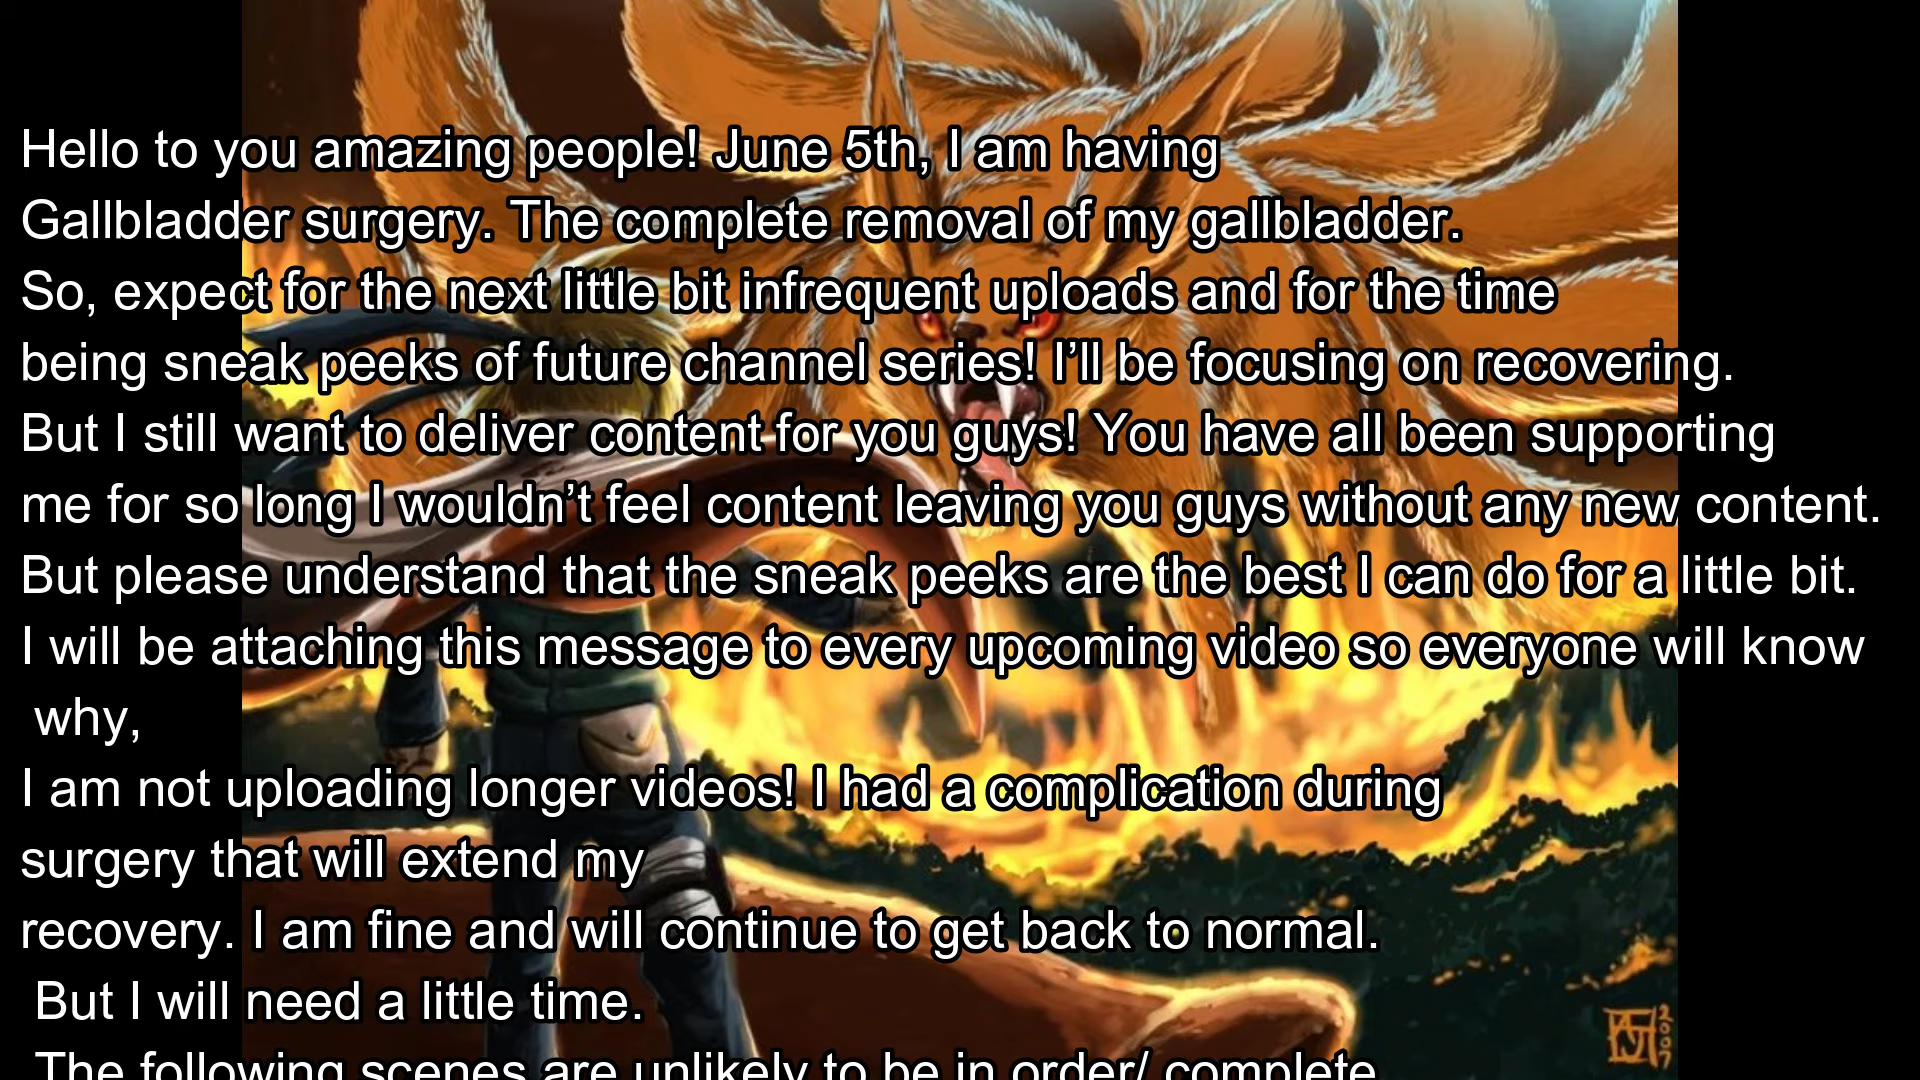 Hello to you amazing people! June 5th, I am having
Gallbladder surgery. The complete removal of my gallbladder.
So, expect for the next little bit infrequent uploads and for the time
being sneak peeks of future channel series! I’ll be focusing on recovering.
But I still want to deliver content for you guys! You have all been supporting
me for so long I wouldn’t feel content leaving you guys without any new content.
But please understand that the sneak peeks are the best I can do for a little bit.
I will be attaching this message to every upcoming video so everyone will know
why,
I am not uploading longer videos! I had a complication during
surgery that will extend my
recovery. I am fine and will continue to get back to normal.
But I will need a little time.
The following scenes are unlikely to be in order/ complete
2007